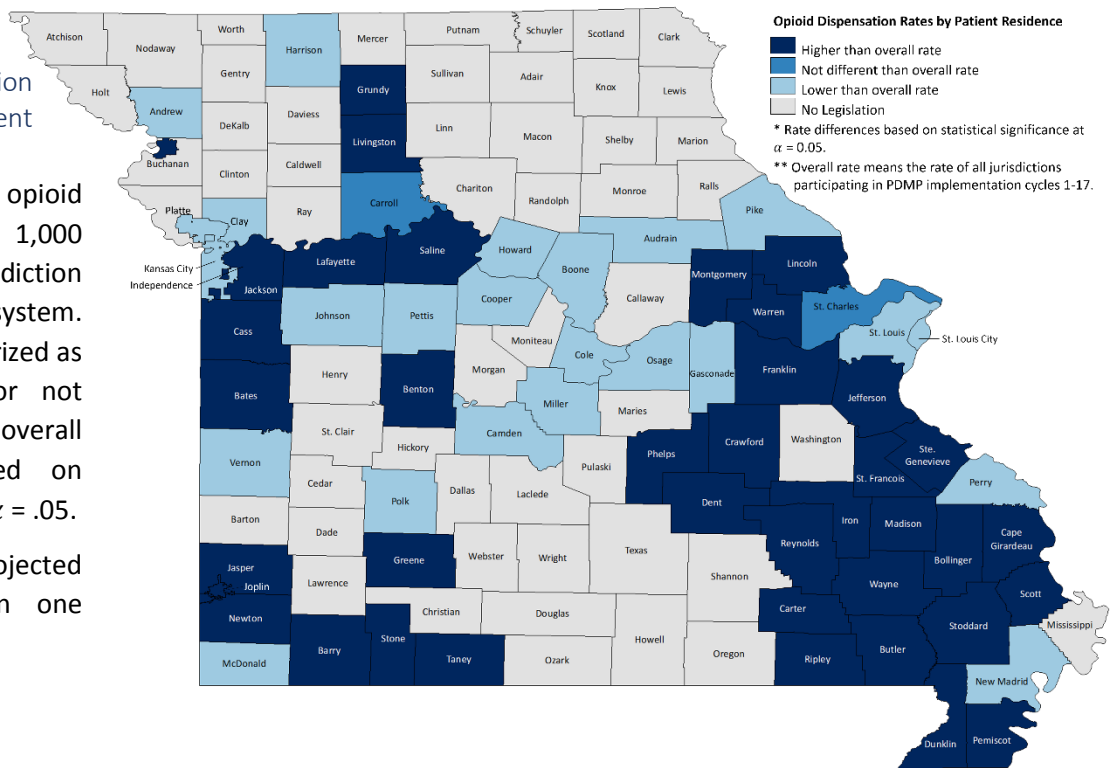 ion
ent
opioid
1,000
diction
system.
rized as
or not
overall
ed on
= .05.
ojected
n one
Opioid Dispensation Rates by Patient Residence
Higher than overall rate
Not different than overall rate
Lower than overall rate
No Legislation
* Rate differences based on statistical significance at
α = 0.05.
** Overall rate means the rate of all jurisdictions
participating in PDMP implementation cycles 1-17.
Atchison
Nodaway
Worth
Harrison
Mercer
Putnam
Schuyler
Scotland
Clark
Holt
Andrew
Gentry
DeKalb
Daviess
Grundy
Sullivan
Adair
Knox
Lewis
Buchanan
Clinton
Caldwell
Livingston
Linn
Macon
Shelby
Marion
Platte
Clay
Ray
Carroll
Chariton
Randolph
Monroe
Ralls
Pike
Kansas City
Independence
Jackson
Lafayette
Saline
Howard
Boone
Audrain
Callaway
Montgomery
Lincoln
Warren
St. Charles
St. Louis
St. Louis City
Cass
Johnson
Pettis
Cooper
Moniteau
Cole
Osage
Gasconade
Franklin
Jefferson
Bates
Henry
Benton
Morgan
Miller
Maries
Vernon
St. Clair
Hickory
Camden
Pulaski
Phelps
Crawford
Washington
St. Francois
Ste.
Genevieve
Perry
Cedar
Polk
Dallas
Laclede
Dent
Iron
Madison
Barton
Dade
Greene
Webster
Wright
Texas
Shannon
Reynolds
Wayne
Bollinger
Cape
Girardeau
Jasper
Joplin
Lawrence
Newton
Christian
Douglas
Howell
Carter
Scott
Stoddard
Mississippi
McDonald
Barry
Stone
Taney
Ozark
Oregon
Ripley
Butler
New Madrid
Dunklin
Pemiscot